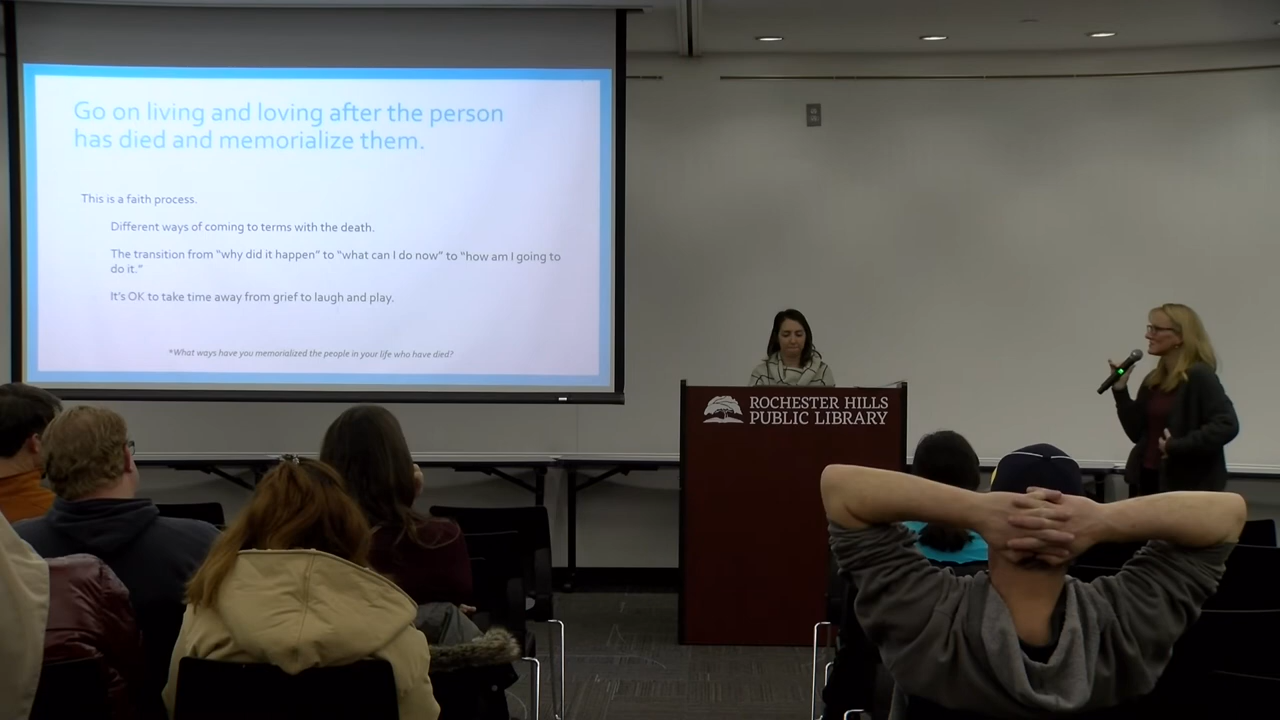 Go on living and loving after the person
has died and memorialize them.
This is a faith process.
Different ways of coming to terms with the death.
The transition from "why did it happen" to "what can I do now" to "how am I going to
do it."
It's OK to take time away from grief to laugh and play.
*What ways have you memorialized the people in your life who have died?
ROCHESTER HILLS
PUBLIC LIBRARY